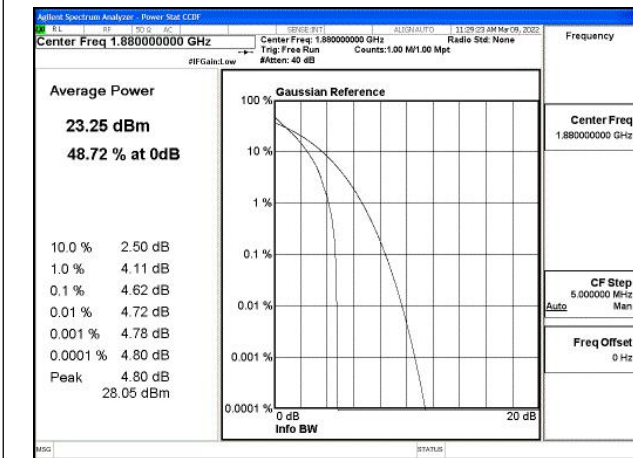 Agilent Spectrum Analyzer - Power Stat CCDF
RL RF 50 Ω AC SENSE:INT ALIGNAUTO 11:29:23 AM Mar 09, 2022
Center Freq 1.880000000 GHz
Center Freq: 1.880000000 GHz Radio Std: None
Trig: Free Run Counts:1.00 M/1.00 Mpt
#IFGain:Low #Atten: 40 dB
Frequency
Average Power
23.25 dBm
48.72 % at 0dB
10.0 % 2.50 dB
1.0 % 4.11 dB
0.1 % 4.62 dB
0.01 % 4.72 dB
0.001 % 4.78 dB
0.0001 % 4.80 dB
Peak 4.80 dB
28.05 dBm
Gaussian Reference
100 %
10 %
1 %
0.1 %
0.01 %
0.001 %
0.0001 %
0 dB 20 dB
Info BW
Center Freq
1.880000000 GHz
CF Step
5.000000 MHz
Auto Man
Freq Offset
0 Hz
MSG STATUS